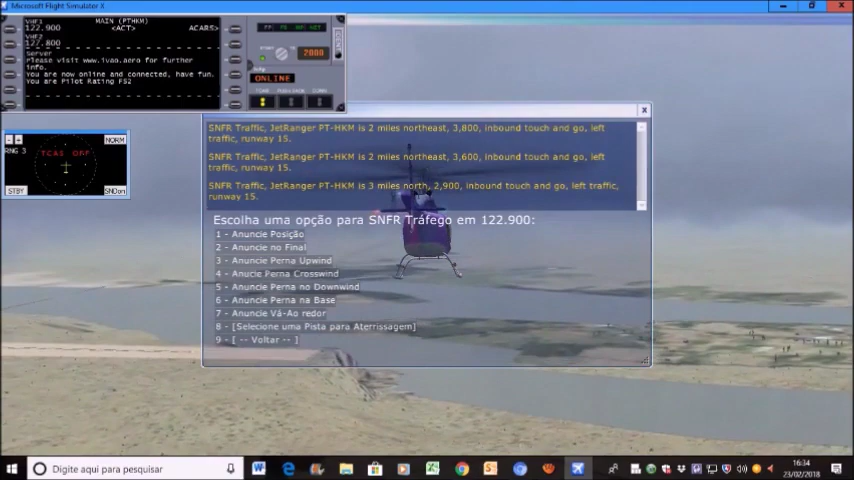 Microsoft Flight Simulator X
VHF1
MAIN (PTHKM)
122.900
<ACT>
ACARS>
VHF2
127.800
Server
Please visit www.ivao.aero for further
info.
You are now online and connected, have fun.
You are Pilot Rating FS2
2000
ONLINE
NORM
RNG 3
TCAS OFF
STBY
SNDon
SNFR Traffic, JetRanger PT-HKM is 2 miles northeast, 3,800, inbound touch and go, left
traffic, runway 15.
SNFR Traffic, JetRanger PT-HKM is 2 miles northeast, 3,600, inbound touch and go, left
traffic, runway 15.
SNFR Traffic, JetRanger PT-HKM is 3 miles north, 2,900, inbound touch and go, left traffic,
runway 15.
Escolha uma opção para SNFR Tráfego em 122.900:
1 - Anuncie Posição
2 - Anuncie no Final
3 - Anuncie Perna Upwind
4 - Anucie Perna Crosswind
5 - Anuncie Perna no Downwind
6 - Anuncie Perna na Base
7 - Anuncie Vá-Ao redor
8 - [Selecione uma Pista para Aterrissagem]
9 - [ -- Voltar -- ]
Digite aqui para pesquisar
16:34
23/02/2018